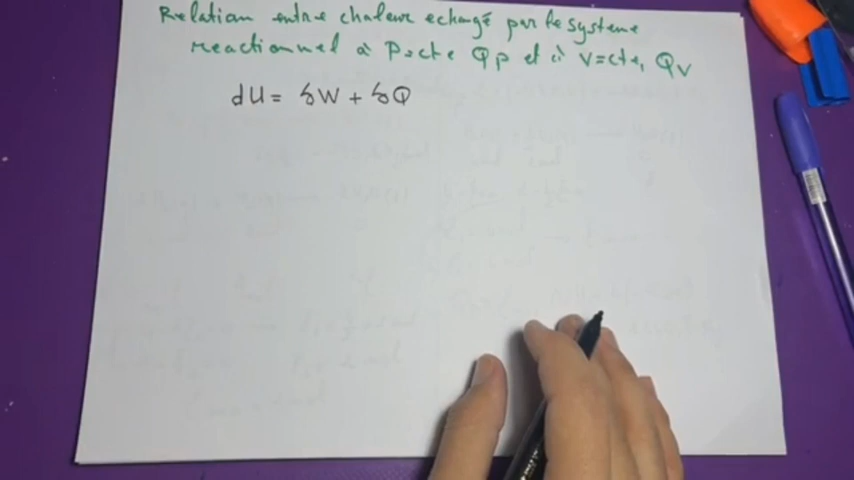 Relation entre chaleur echangé par le systeme
reactionnel à P=cte Qp et à V=cte, Qv
dU = δW + δQ